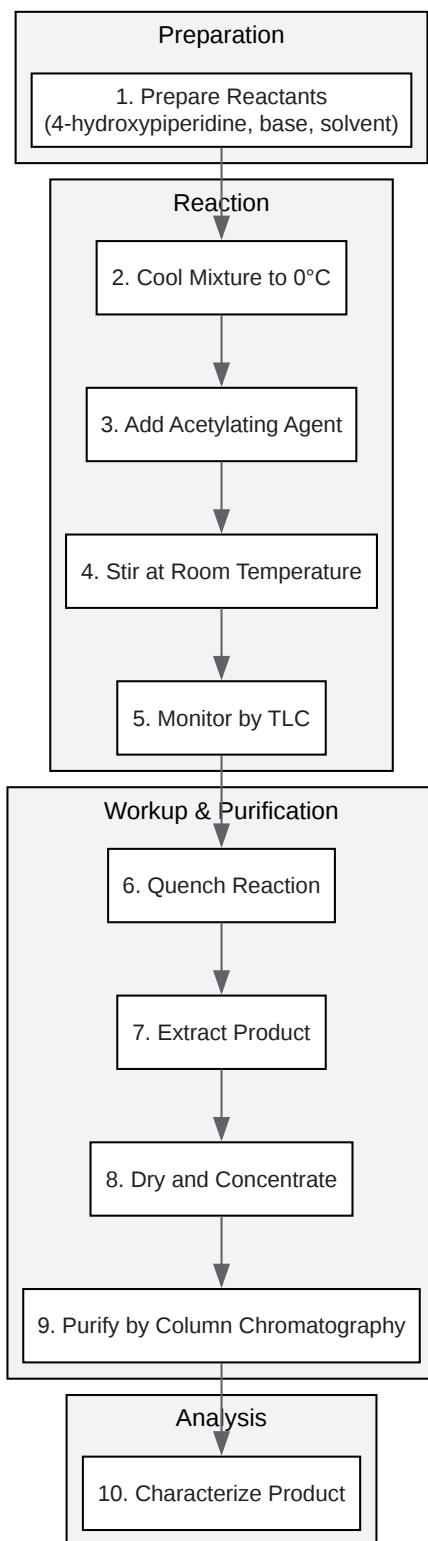 Preparation
1. Prepare Reactants
(4-hydroxypiperidine, base, solvent)
Reaction
2. Cool Mixture to 0°C
3. Add Acetylating Agent
4. Stir at Room Temperature
5. Monitor by TLC
Workup & Purification
6. Quench Reaction
7. Extract Product
8. Dry and Concentrate
9. Purify by Column Chromatography
Analysis
10. Characterize Product